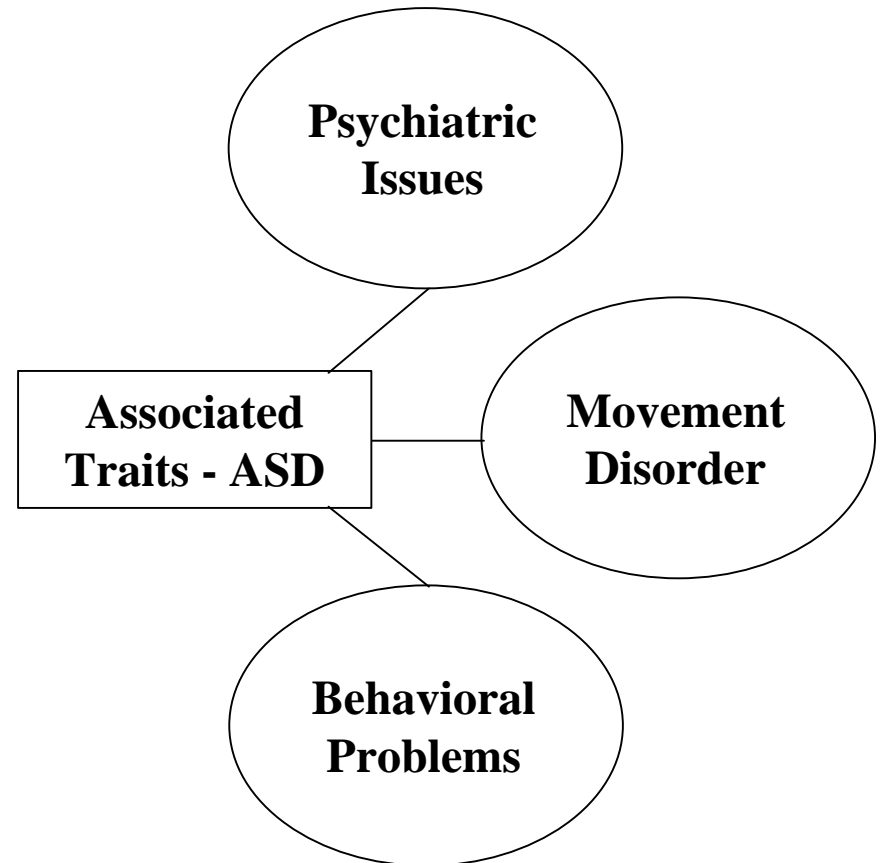 Psychiatric
Issues
Associated
Traits - ASD
Movement
Disorder
Behavioral
Problems